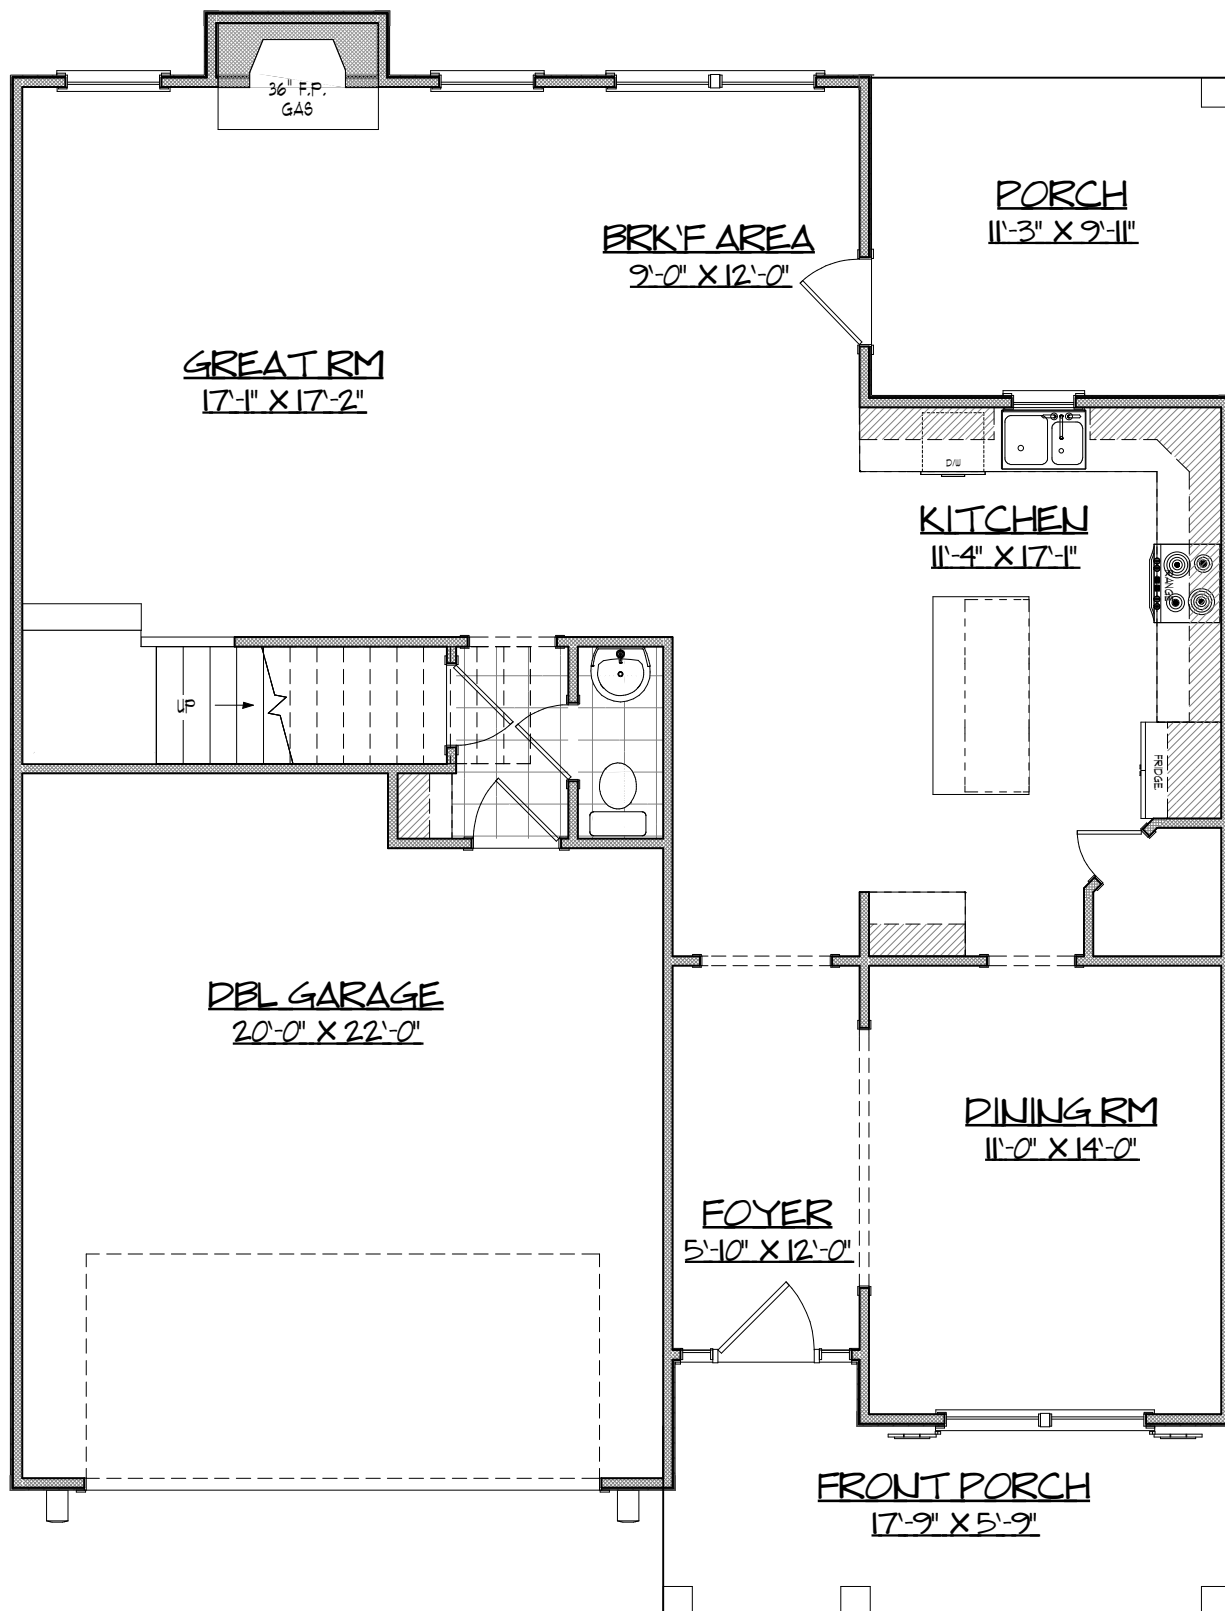 36" F.P.
GAS
PORCH
11'-3" X 9'-11"
BRK'F AREA
9'-0" X 12'-0"
GREAT RM
17'-1" X 17'-2"
D/W
KITCHEN
11'-4" X 17'-1"
RANGE
UP
FRIDGE
DBL GARAGE
20'-0" X 22'-0"
DINING RM
11'-0" X 14'-0"
FOYER
5'-10" X 12'-0"
FRONT PORCH
17'-9" X 5'-9"